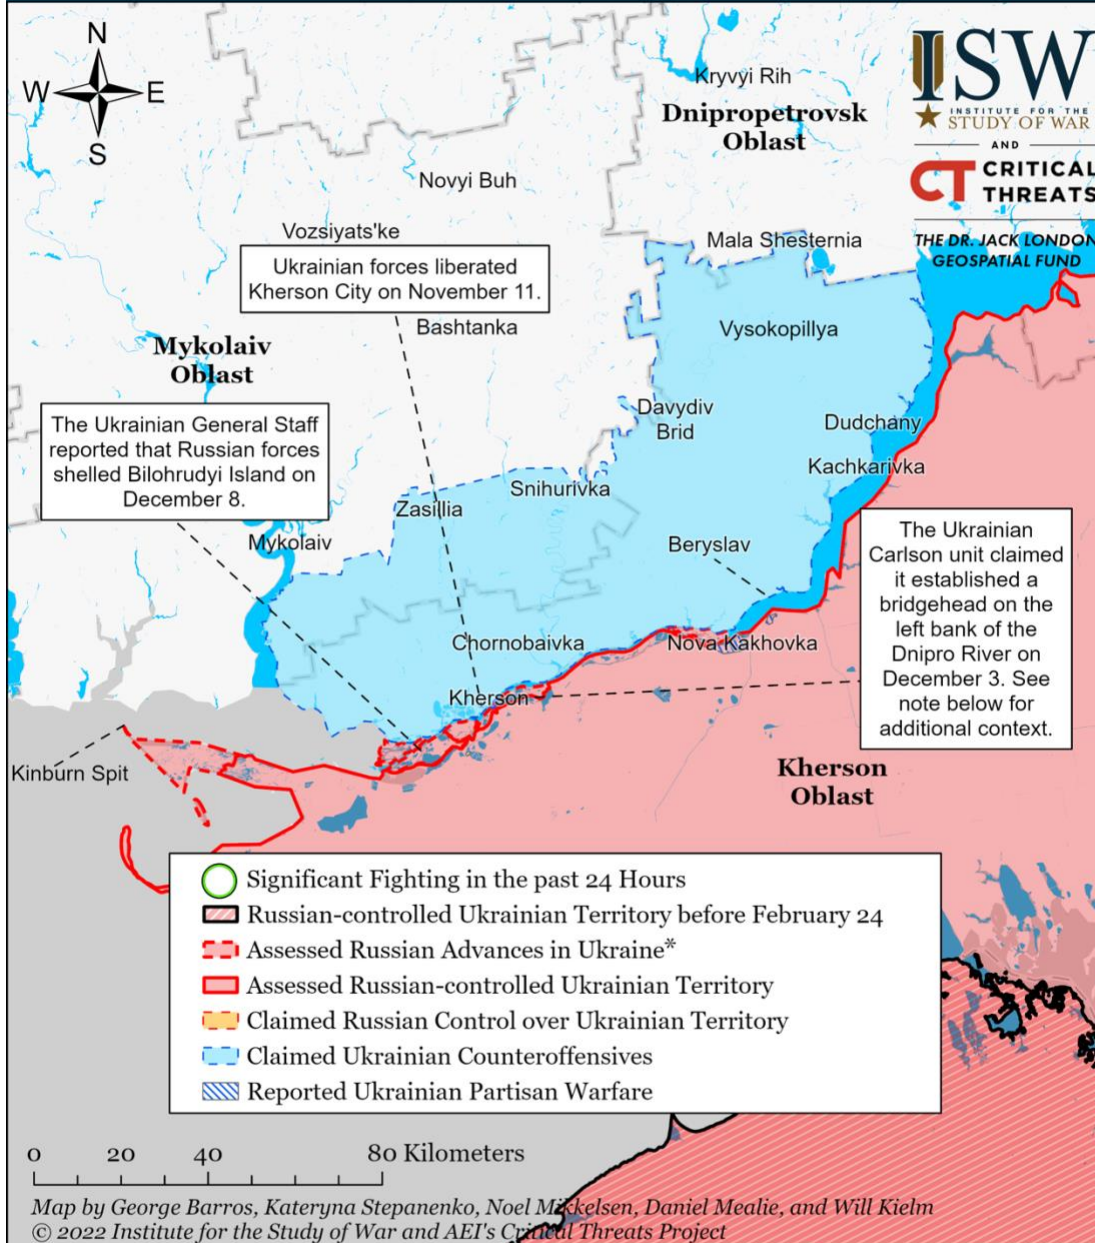 N
W
E
S
ISW
INSTITUTE FOR THE
STUDY OF WAR
AND
CT CRITICAL
THREATS
THE DR. JACK LONDON
GEOSPATIAL FUND
Kryvyi Rih
Dnipropetrovsk
Oblast
Novyi Buh
Vozsiyats'ke
Mala Shesternia
Ukrainian forces liberated
Kherson City on November 11.
Bashtanka
Vysokopillya
Mykolaiv
Oblast
The Ukrainian General Staff
reported that Russian forces
shelled Bilohrudyi Island on
December 8.
Davydiv
Brid
Dudchany
Kachkarivka
Snihurivka
Zasillia
Mykolaiv
Beryslav
The Ukrainian
Carlson unit claimed
it established a
bridgehead on the
left bank of the
Dnipro River on
December 3. See
note below for
additional context.
Chornobaivka
Nova Kakhovka
Kherson
Kinburn Spit
Kherson
Oblast
Significant Fighting in the past 24 Hours
Russian-controlled Ukrainian Territory before February 24
Assessed Russian Advances in Ukraine*
Assessed Russian-controlled Ukrainian Territory
Claimed Russian Control over Ukrainian Territory
Claimed Ukrainian Counteroffensives
Reported Ukrainian Partisan Warfare
0 20 40 80 Kilometers
Map by George Barros, Kateryna Stepanenko, Noel Mikkelsen, Daniel Mealie, and Will Kielm
© 2022 Institute for the Study of War and AEI's Critical Threats Project